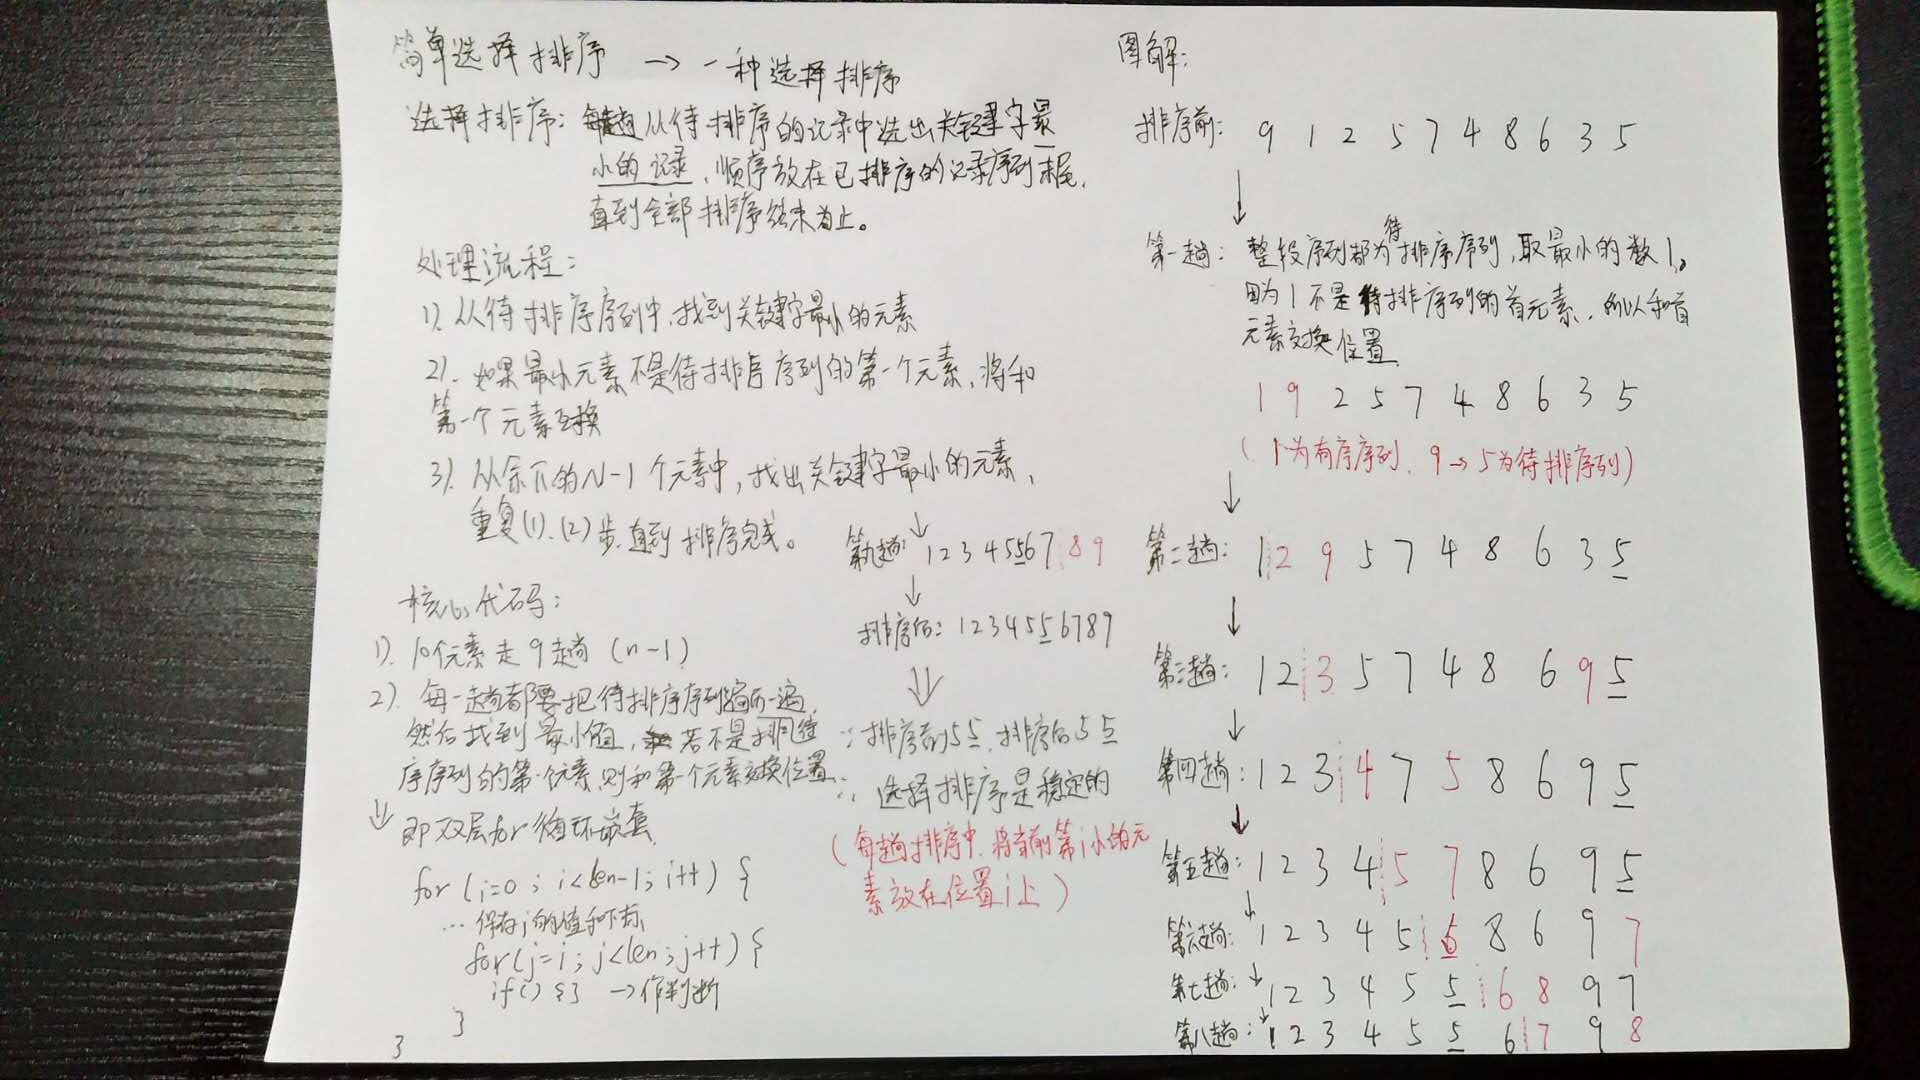 简单选择排序 → 一种选择排序
选择排序: 每趟从待排序的记录中选出关键字最
小的记录,顺序放在已排序的记录序列末尾,
直到全部排序结束为止。
处理流程:
1). 从待排序序列中,找到关键字最小的元素
2). 如果最小元素不是待排序序列的第一个元素,将和
第一个元素互换
3). 从余下的N-1个元素中,找出关键字最小的元素,
重复(1).(2)步,直到排序完成。
核心代码:
1). 10个元素走9趟 (n-1)
2). 每一趟都要把待排序序列遍历一遍,
然后找到最小值,若不是待排
序序列的第一个元素,则和第一个元素交换位置
↓ 即双层for循环嵌套
for (i=0; i<len-1; i++) {
... 保存i的值和下标
for(j=i; j<len; j++) {
if() {} → 作判断
}
}
图解:
排序前: 9 1 2 5 7 4 8 6 3 5
↓
第一趟: 整段序列都为待排序序列,取最小的数1。
因为1不是待排序列的首元素,所以和首
元素交换位置
1 9 2 5 7 4 8 6 3 5
(1为有序序列, 9→5为待排序列)
↓
第二趟: 1 2 9 5 7 4 8 6 3 5
↓
第三趟: 1 2 3 5 7 4 8 6 9 5
↓
第四趟: 1 2 3 4 7 5 8 6 9 5
↓
第五趟: 1 2 3 4 5 7 8 6 9 5
↓
第六趟: 1 2 3 4 5 5 8 6 9 7
↓
第七趟: 1 2 3 4 5 5 6 8 9 7
↓
第八趟: 1 2 3 4 5 5 6 7 9 8
↓
第九趟: 1 2 3 4 5 5 6 7 8 9
↓
排序后: 1 2 3 4 5 5 6 7 8 9
⇓
∵ 排序前5 5, 排序后5 5
∴ 选择排序是稳定的
(每趟排序中,将当前第i小的元
素放在位置i上)